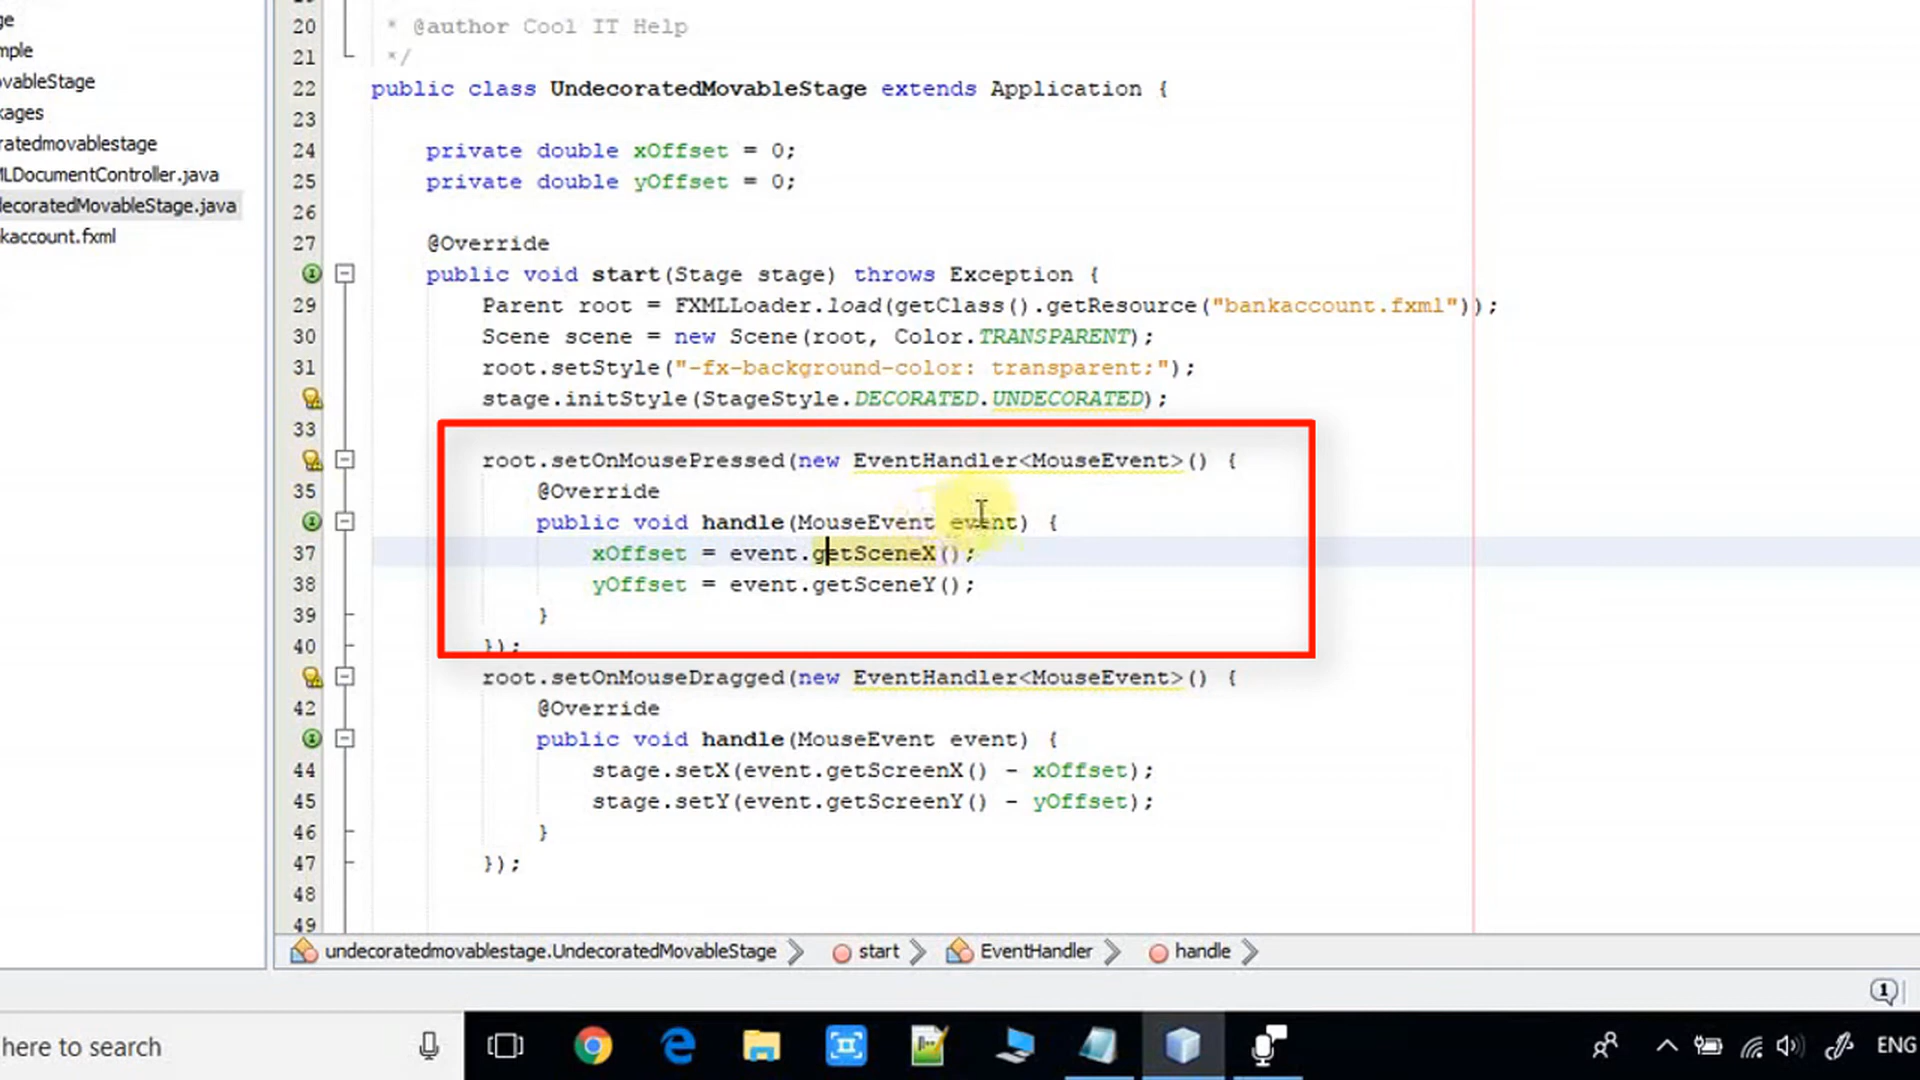 ge
mple
ovableStage
kages
ratedmovablestage
MLDocumentController.java
decoratedMovableStage.java
kaccount.fxml
20 * @author Cool IT Help
21 */
22 public class UndecoratedMovableStage extends Application {
23
24 private double xOffset = 0;
25 private double yOffset = 0;
26
27 @Override
public void start(Stage stage) throws Exception {
29 Parent root = FXMLLoader.load(getClass().getResource("bankaccount.fxml"));
30 Scene scene = new Scene(root, Color.TRANSPARENT);
31 root.setStyle("-fx-background-color: transparent;");
stage.initStyle(StageStyle.DECORATED.UNDECORATED);
33
root.setOnMousePressed(new EventHandler<MouseEvent>() {
35 @Override
public void handle(MouseEvent event) {
37 xOffset = event.getSceneX();
38 yOffset = event.getSceneY();
39 }
40 });
root.setOnMouseDragged(new EventHandler<MouseEvent>() {
42 @Override
public void handle(MouseEvent event) {
44 stage.setX(event.getScreenX() - xOffset);
45 stage.setY(event.getScreenY() - yOffset);
46 }
47 });
48
49
undecoratedmovablestage.UndecoratedMovableStage start EventHandler handle
1
here to search ENG